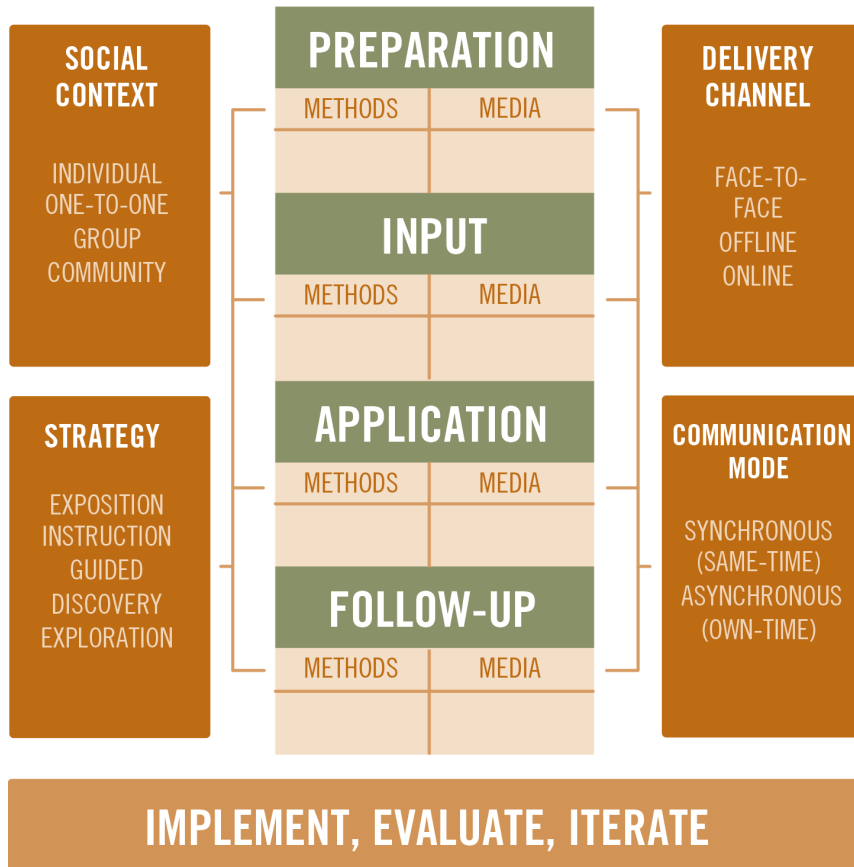 SOCIAL
CONTEXT
INDIVIDUAL
ONE-TO-ONE
GROUP
COMMUNITY
STRATEGY
EXPOSITION
INSTRUCTION
GUIDED
DISCOVERY
EXPLORATION
PREPARATION
METHODS MEDIA
INPUT
METHODS MEDIA
APPLICATION
METHODS MEDIA
FOLLOW-UP
METHODS MEDIA
DELIVERY
CHANNEL
FACE-TO-
FACE
OFFLINE
ONLINE
COMMUNICATION
MODE
SYNCHRONOUS
(SAME-TIME)
ASYNCHRONOUS
(OWN-TIME)
IMPLEMENT, EVALUATE, ITERATE